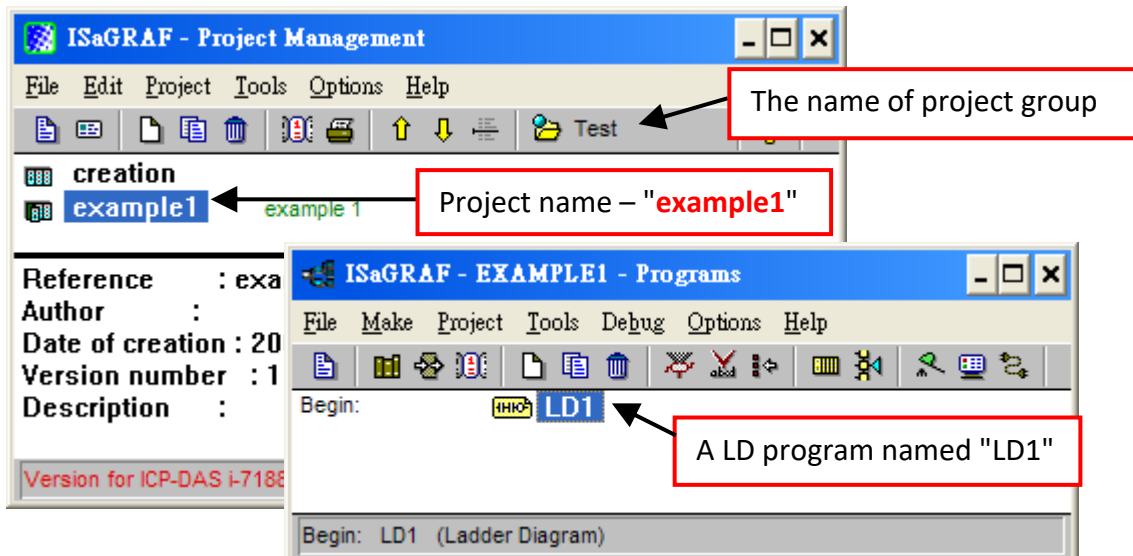 ISaGRAF - Project Management
File Edit Project Tools Options Help
Test
The name of project group
creation
example1 example 1
Project name – "example1"
Reference : exa
Author :
Date of creation : 20
Version number : 1
Description :
Version for ICP-DAS i-7188
ISaGRAF - EXAMPLE1 - Programs
File Make Project Tools Debug Options Help
Begin: LD1
A LD program named "LD1"
Begin: LD1 (Ladder Diagram)